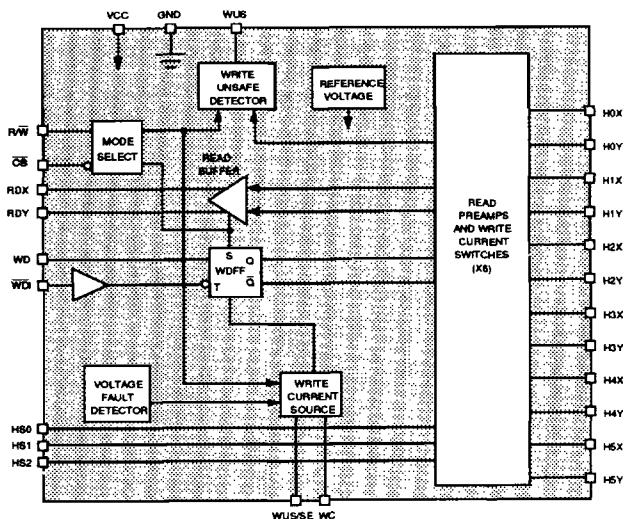 VCC GND WUS
WRITE
UNSAFE
DETECTOR
REFERENCE
VOLTAGE
R/W̅
C̅S̅
MODE
SELECT
READ
BUFFER
RDX
RDY
WD
W̅D̅I̅
S
WDFF
T
Q
Q̅
READ
PREAMPS
AND WRITE
CURRENT
SWITCHES
(X6)
VOLTAGE
FAULT
DETECTOR
WRITE
CURRENT
SOURCE
HS0
HS1
HS2
WUS/SE WC
H0X
H0Y
H1X
H1Y
H2X
H2Y
H3X
H3Y
H4X
H4Y
H5X
H5Y